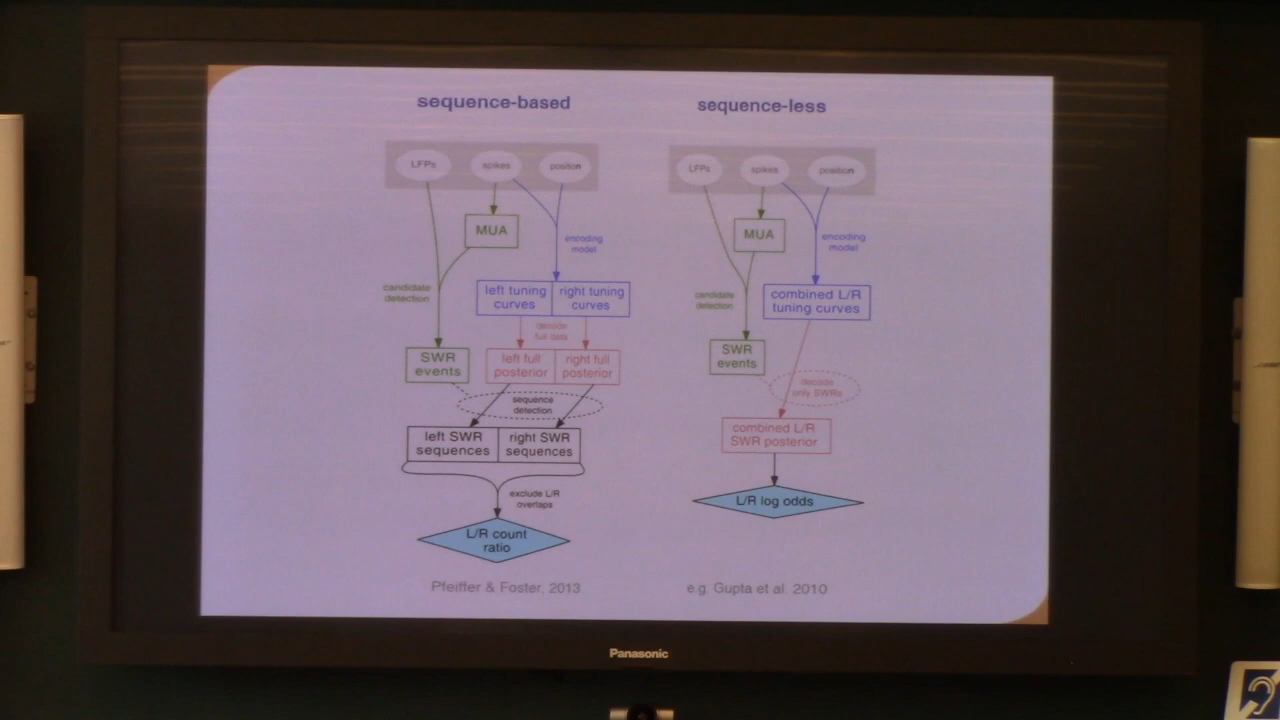 sequence-based
sequence-less
LFPs
spikes
position
MUA
encoding
model
candidate
detection
left tuning
curves
right tuning
curves
decode
full data
SWR
events
left full
posterior
right full
posterior
sequence
detection
left SWR
sequences
right SWR
sequences
exclude L/R
overlaps
L/R count
ratio
Pfeiffer & Foster, 2013
LFPs
spikes
position
MUA
encoding
model
candidate
detection
combined L/R
tuning curves
SWR
events
decode
only SWRs
combined L/R
SWR posterior
L/R log odds
e.g. Gupta et al. 2010
Panasonic